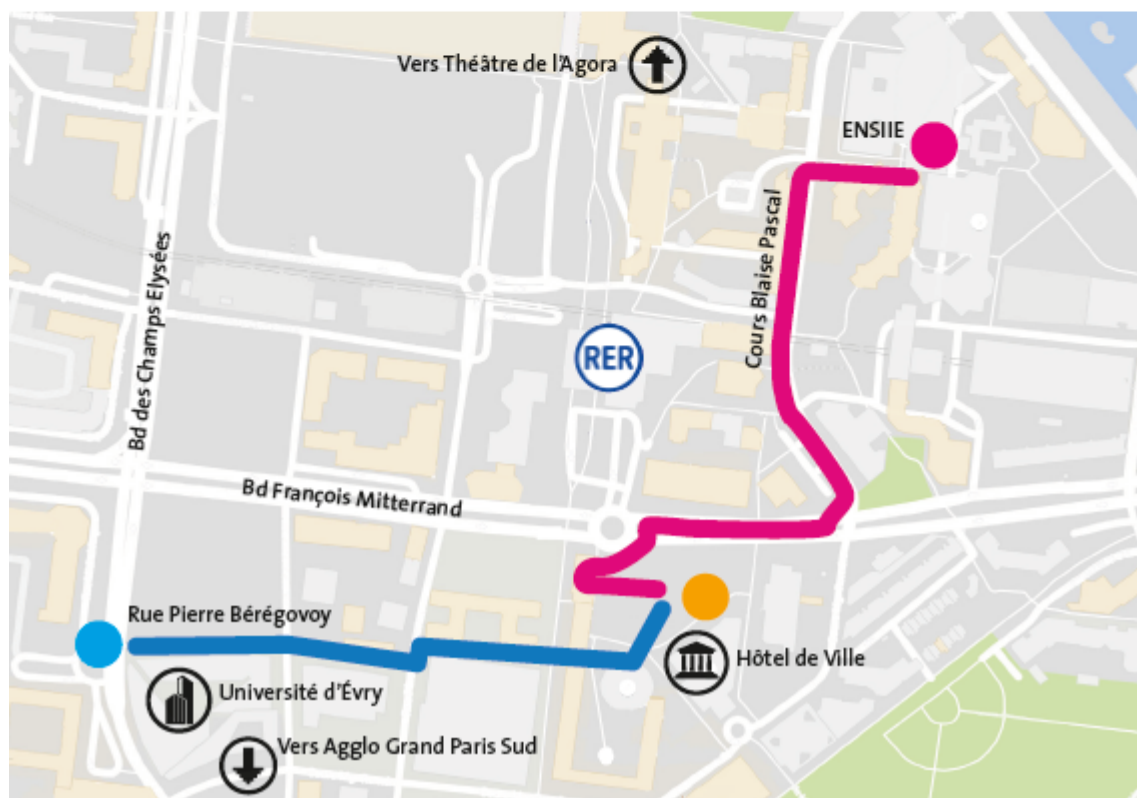 Vers Théâtre de l'Agora
ENSIIE
Cours Blaise Pascal
Bd des Champs Elysées
RER
Bd François Mitterrand
Rue Pierre Bérégovoy
Hôtel de Ville
Université d'Évry
Vers Agglo Grand Paris Sud